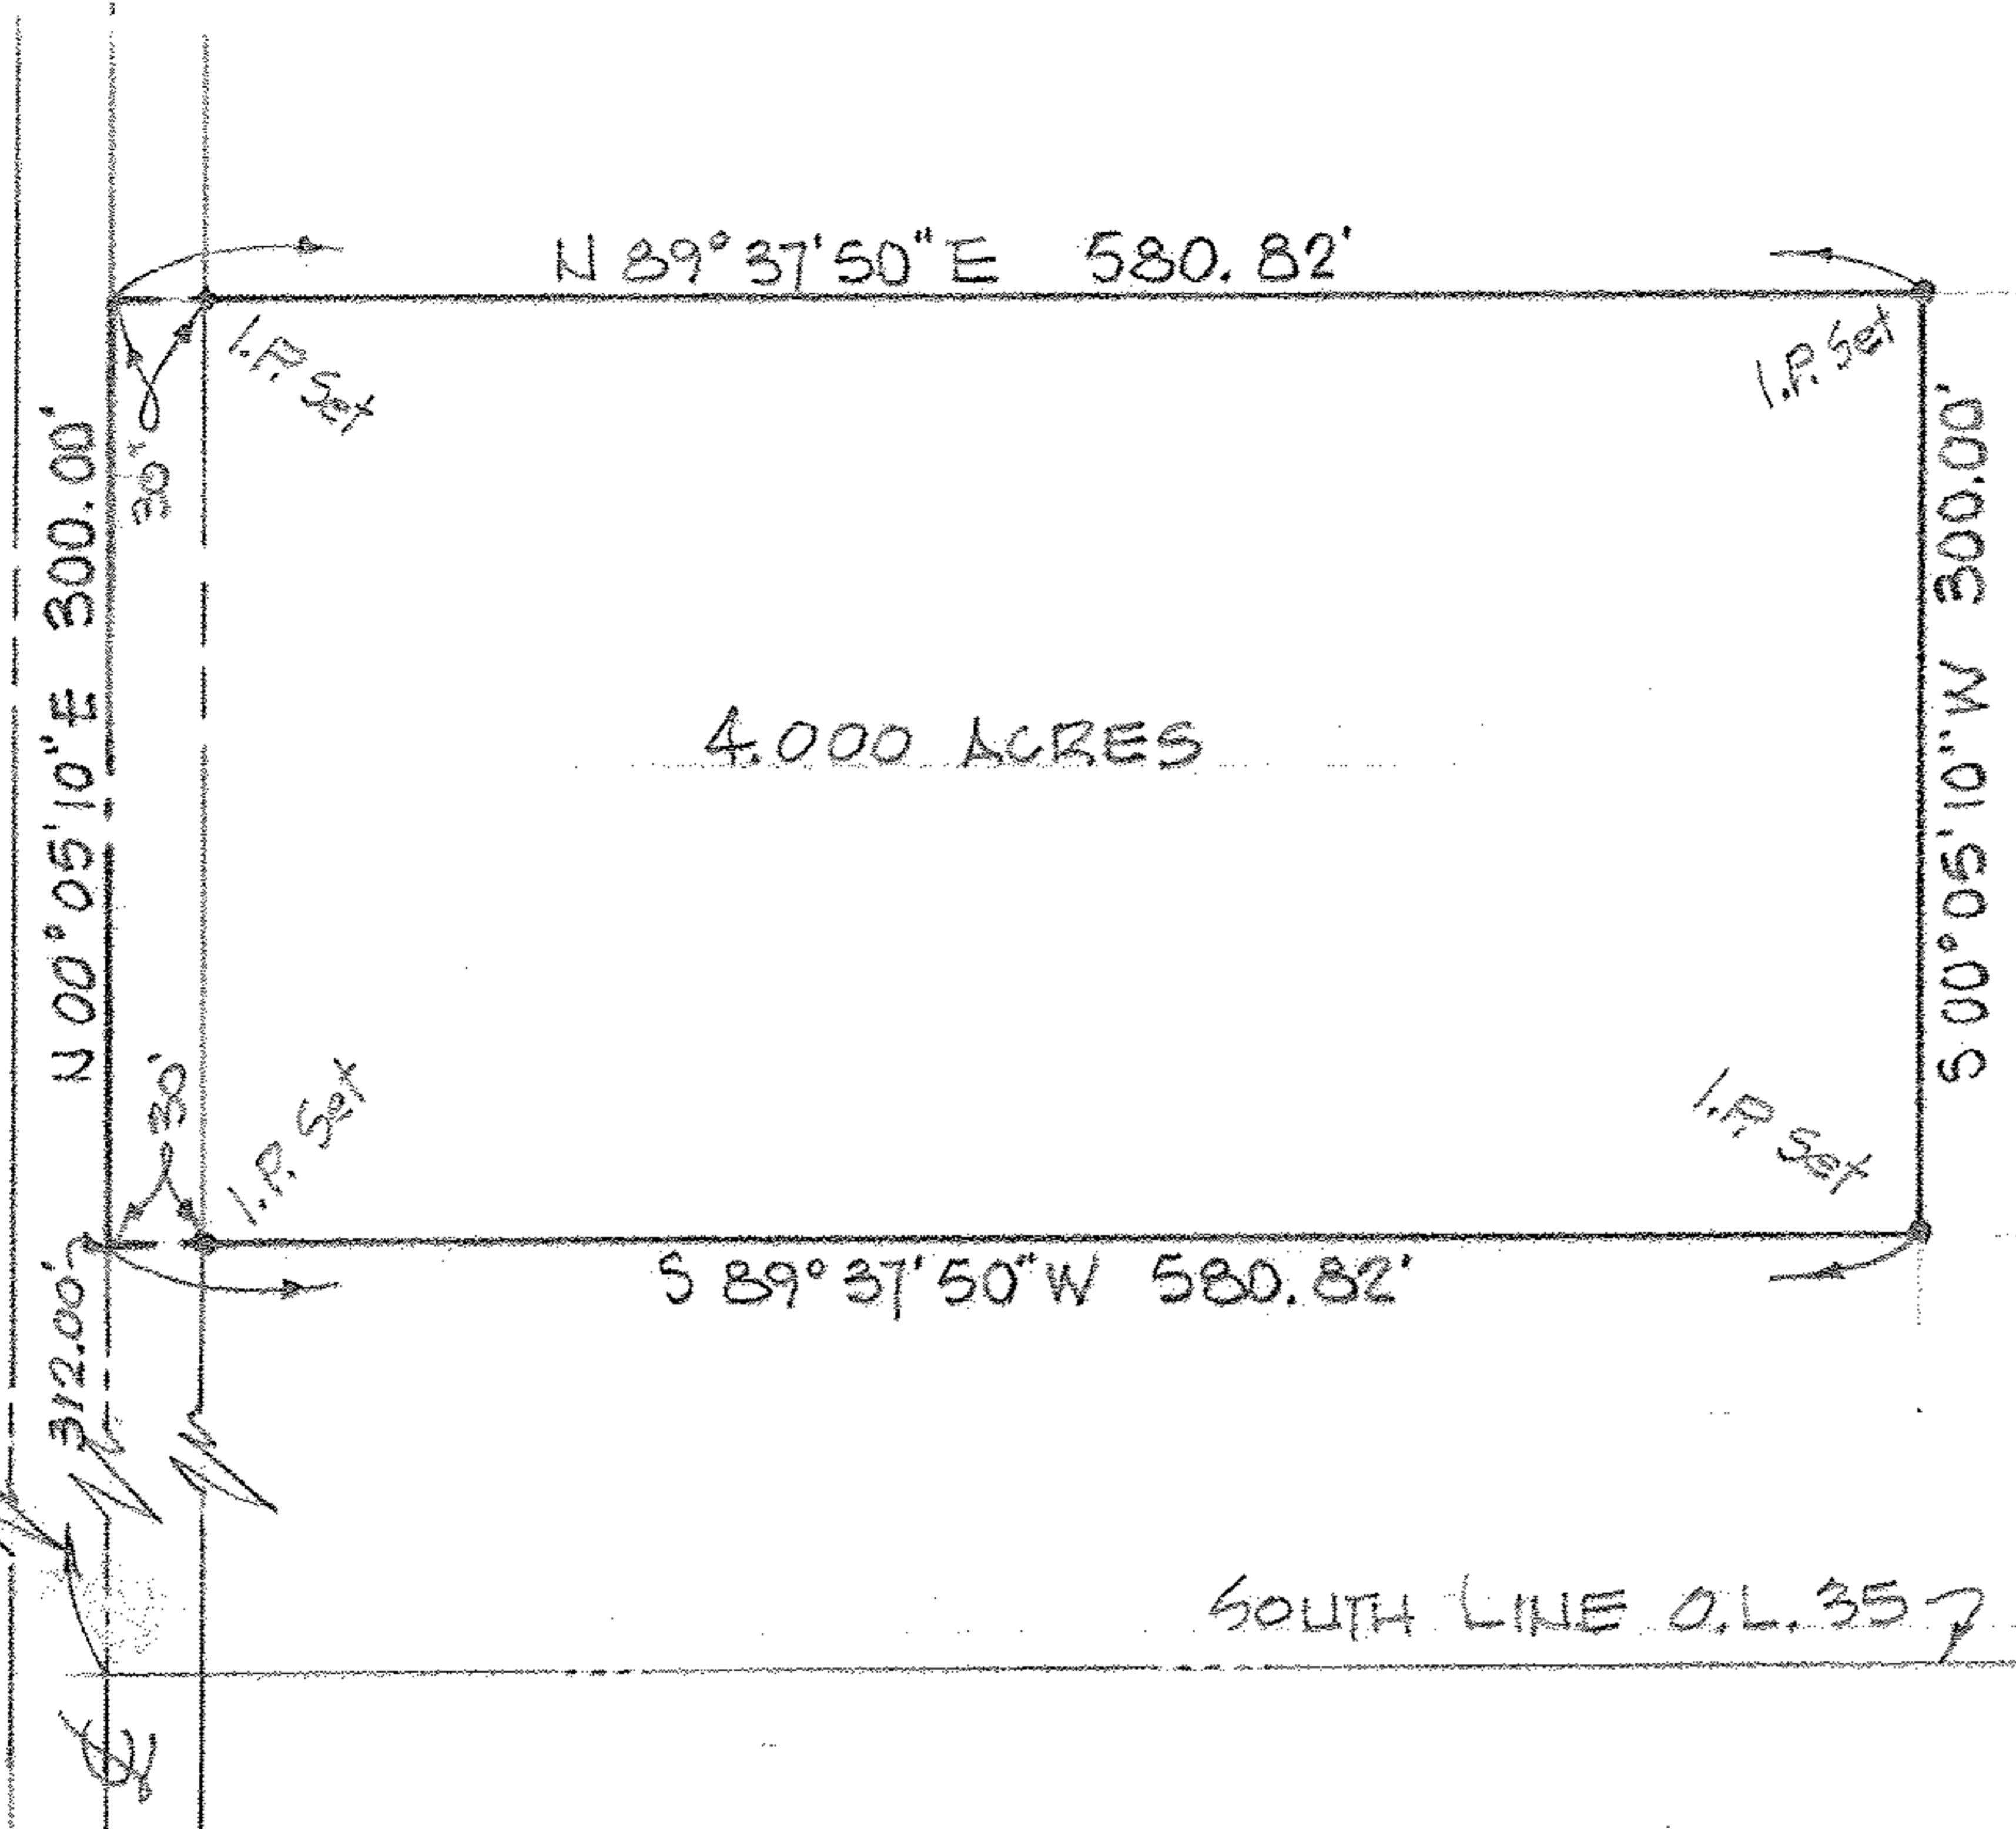 N 89° 37' 50" E 580.82'
I.P. Set
I.P. Set
30'
N 00° 05' 10" E 300.00'
S 00° 05' 10" W 300.00'
4.000 ACRES
30'
I.P. Set
I.P. Set
S 89° 37' 50" W 580.82'
312.00'
SOUTH LINE O.L. 35
℄